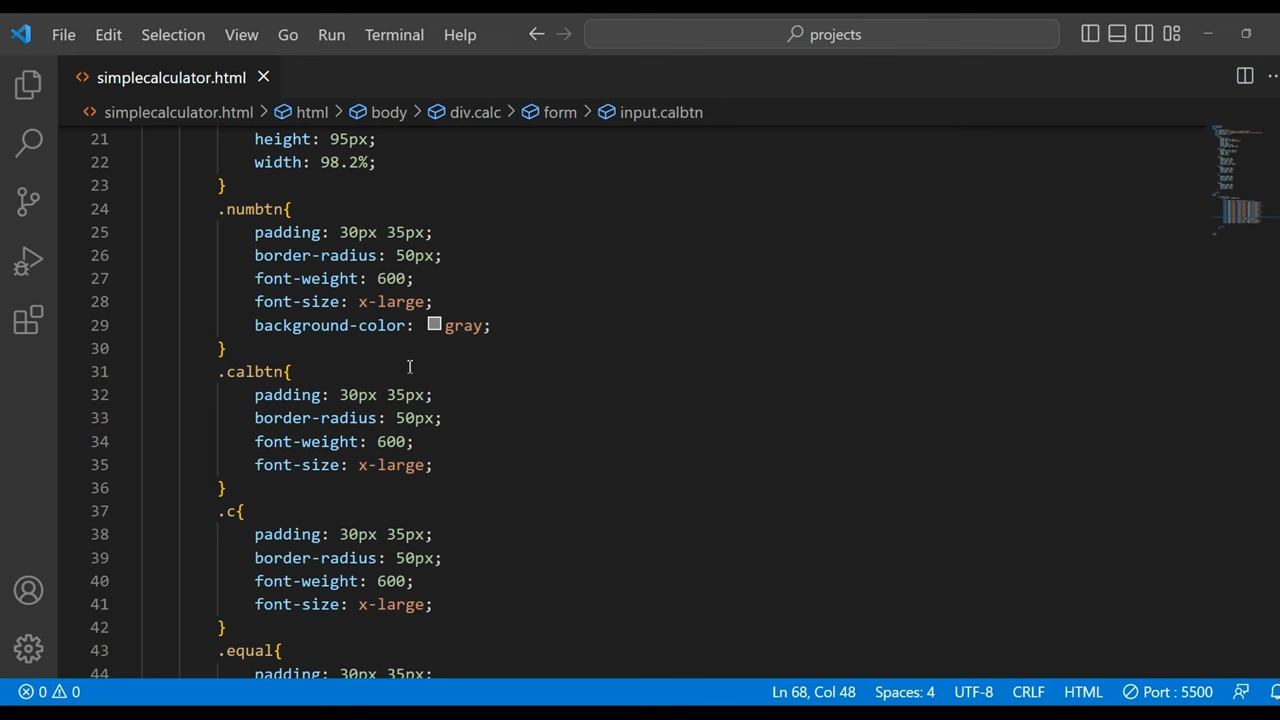 File Edit Selection View Go Run Terminal Help projects
simplecalculator.html
simplecalculator.html > html > body > div.calc > form > input.calbtn
21 height: 95px;
22 width: 98.2%;
23 }
24 .numbtn{
25 padding: 30px 35px;
26 border-radius: 50px;
27 font-weight: 600;
28 font-size: x-large;
29 background-color: gray;
30 }
31 .calbtn{
32 padding: 30px 35px;
33 border-radius: 50px;
34 font-weight: 600;
35 font-size: x-large;
36 }
37 .c{
38 padding: 30px 35px;
39 border-radius: 50px;
40 font-weight: 600;
41 font-size: x-large;
42 }
43 .equal{
44 padding: 30px 35px;
0 0 Ln 68, Col 48 Spaces: 4 UTF-8 CRLF HTML Port : 5500